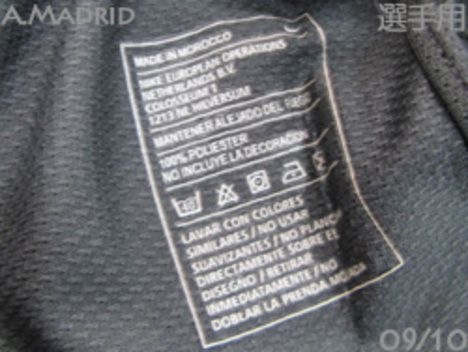 A.MADRID
選手用
MADE IN MOROCCO
NIKE EUROPEAN OPERATIONS
NETHERLANDS B.V.
COLOSSEUM 1
1213 NL HILVERSUM
MANTENER ALEJADO DEL FUEGO
100% POLIESTER
NO INCLUYE LA DECORACION
LAVAR CON COLORES
SIMILARES / NO USAR
SUAVIZANTES / NO PLANCHAR
DIRECTAMENTE SOBRE EL
DISEÑO / RETIRAR
INMEDIATAMENTE / NO
DOBLAR LA PRENDA MOJADA
09/10